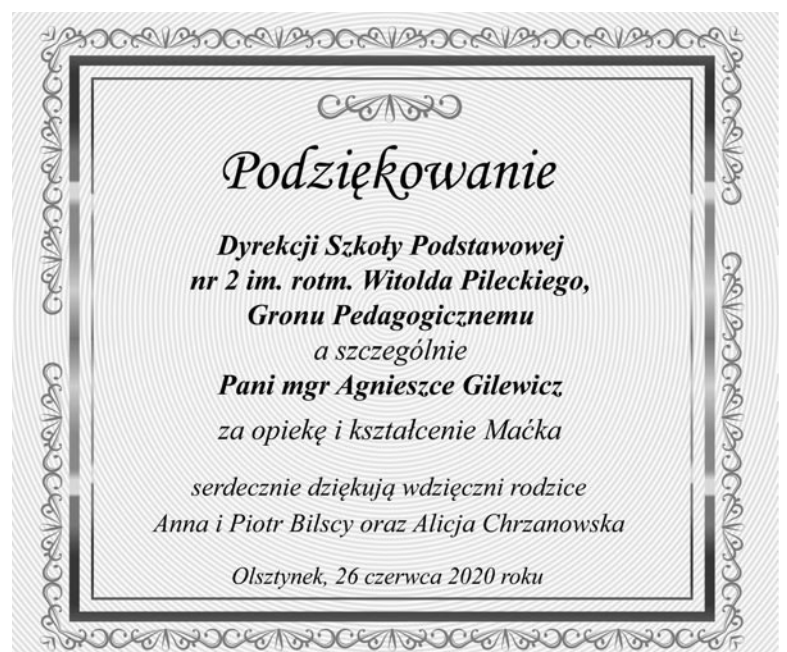 Podziękowanie
Dyrekcji Szkoły Podstawowej
nr 2 im. rotm. Witolda Pileckiego,
Gronu Pedagogicznemu
a szczególnie
Pani mgr Agnieszce Gilewicz
za opiekę i kształcenie Maćka
serdecznie dziękują wdzięczni rodzice
Anna i Piotr Bilscy oraz Alicja Chrzanowska
Olsztynek, 26 czerwca 2020 roku